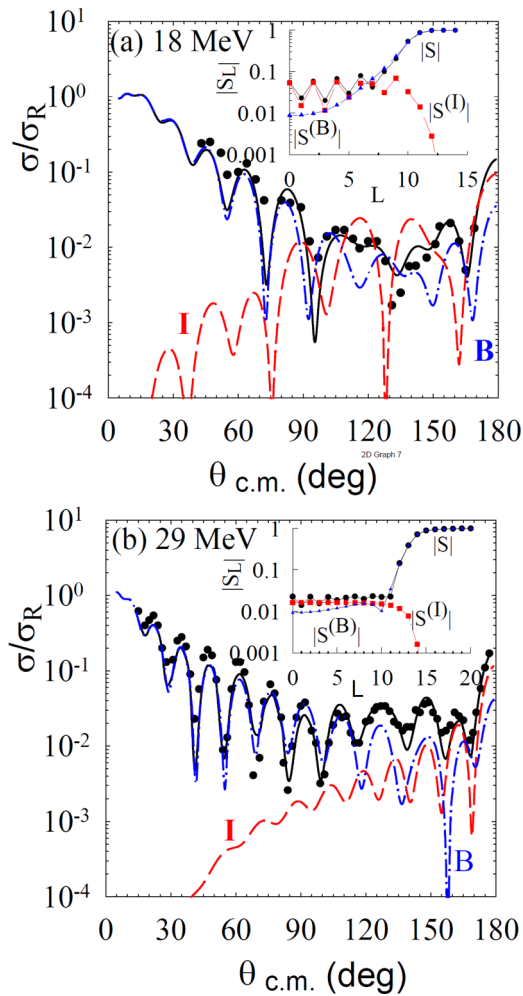 (a) 18 MeV
σ/σR
10^1
10^0
10^-1
10^-2
10^-3
10^-4
|SL|
1
0.1
0.01
0.001
|S|
|S^(B)|
|S^(I)|
0 5 10 15
L
I
B
0 30 60 90 120 150 180
2D Graph 7
θ c.m. (deg)
(b) 29 MeV
σ/σR
10^1
10^0
10^-1
10^-2
10^-3
10^-4
|SL|
1
0.1
0.01
0.001
|S|
|S^(B)|
|S^(I)|
0 5 10 15 20
L
I
B
0 30 60 90 120 150 180
θ c.m. (deg)